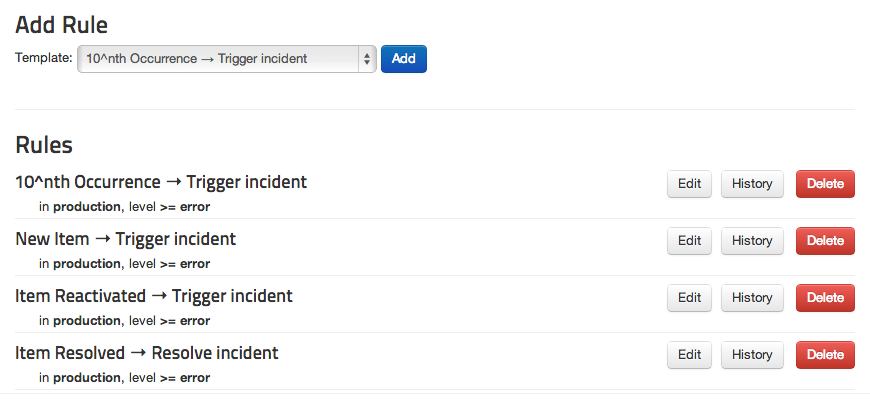 Add Rule
Template: 10^nth Occurrence → Trigger incident Add
Rules
10^nth Occurrence → Trigger incident Edit History Delete
in production, level >= error
New Item → Trigger incident Edit History Delete
in production, level >= error
Item Reactivated → Trigger incident Edit History Delete
in production, level >= error
Item Resolved → Resolve incident Edit History Delete
in production, level >= error